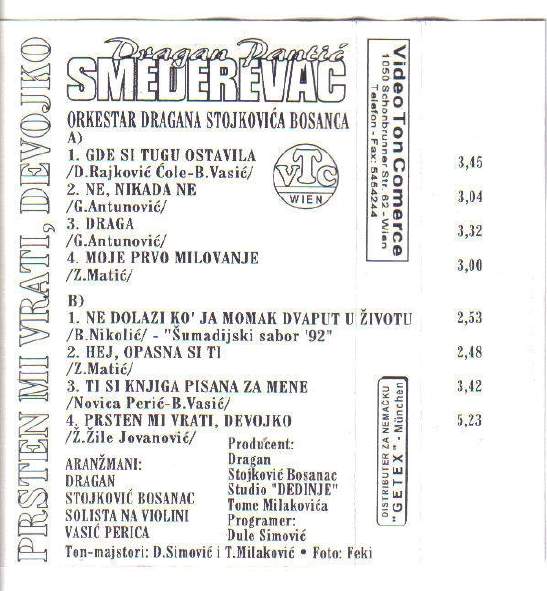 PRSTEN MI VRATI, DEVOJKO
Dragan Pantić
SMEDEREVAC
ORKESTAR DRAGANA STOJKOVIĆA BOSANCA
A)
1. GDE SI TUGU OSTAVILA
/D.Rajković Ćole-B.Vasić/ 3,45
2. NE, NIKADA NE
/G.Antunović/ 3,04
3. DRAGA
/G.Antunović/ 3,32
4. MOJE PRVO MILOVANJE
/Z.Matić/ 3,00
VTC
WIEN
B)
1. NE DOLAZI KO' JA MOMAK DVAPUT U ŽIVOTU 2,53
/B.Nikolić/ - "Šumadijski sabor '92"
2. HEJ, OPASNA SI TI 2,48
/Z.Matić/
3. TI SI KNJIGA PISANA ZA MENE 3,42
/Novica Perić-B.Vasić/
4. PRSTEN MI VRATI, DEVOJKO 5,23
/Ž.Žile Jovanović/
ARANŽMANI:
DRAGAN
STOJKOVIĆ BOSANAC
SOLISTA NA VIOLINI
VASIĆ PERICA
Producent:
Dragan
Stojković Bosanac
Studio "DEDINJE"
Tome Milakovića
Programer:
Dule Simović
Ton-majstori: D.Simović i T.Milaković • Foto: Feki
Video Ton Comerce
1050 Schonbrunner Str. 62 - Wien
Telefon - Fax: 5454244
DISTRIBUTER ZA NEMAČKU
"GETEX" - München